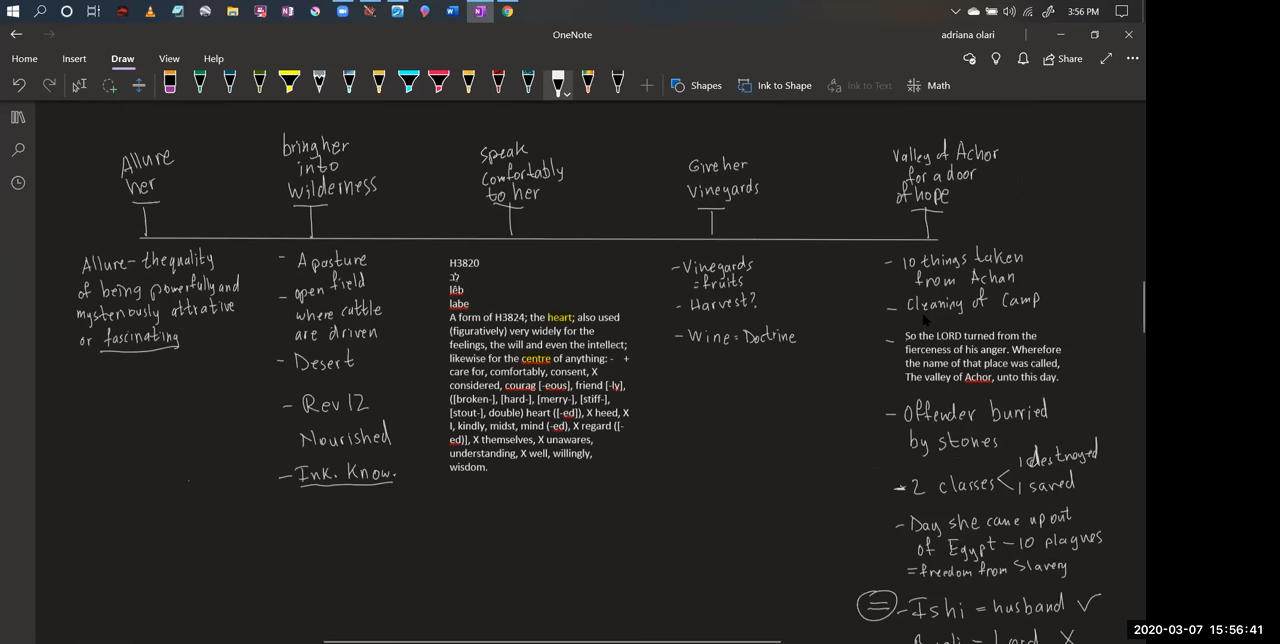 3:56 PM
OneNote
adriana olari
Home
Insert
Draw
View
Help
Share
Shapes
Ink to Shape
Ink to Text
Math
Allure
her
bring her
into
wilderness
speak
comfortably
to her
Give her
Vineyards
Valley of Achor
for a door
of hope
Allure - the quality
of being powerfully and
mysteriously attrative
or fascinating
- A pasture
- open field
where cattle
are driven
- Desert
- Rev 12
Nourished
- Ink. Know.
H3820
לב
lêb
labe
A form of H3824; the heart; also used
(figuratively) very widely for the
feelings, the will and even the intellect;
likewise for the centre of anything: - +
care for, comfortably, consent, X
considered, courag [-eous], friend [-ly],
([broken-], [hard-], [merry-], [stiff-],
[stout-], double) heart ([-ed]), X heed, X
I, kindly, midst, mind (-ed), X regard ([-
ed)], X themselves, X unawares,
understanding, X well, willingly,
wisdom.
- Vinegards
= fruits
- Harvest?
- Wine = Doctrine
- 10 things taken
from Achan
- Cleaning of Camp
- So the LORD turned from the
fierceness of his anger. Wherefore
the name of that place was called,
The valley of Achor, unto this day.
- Offender burried
by stones
- 2 classes < 1 destroyed
1 saved
- Day she came up out
of Egypt - 10 plagues
= freedom from Slavery
= - Ishi = husband ✓
= Lord X
2020-03-07 15:56:41